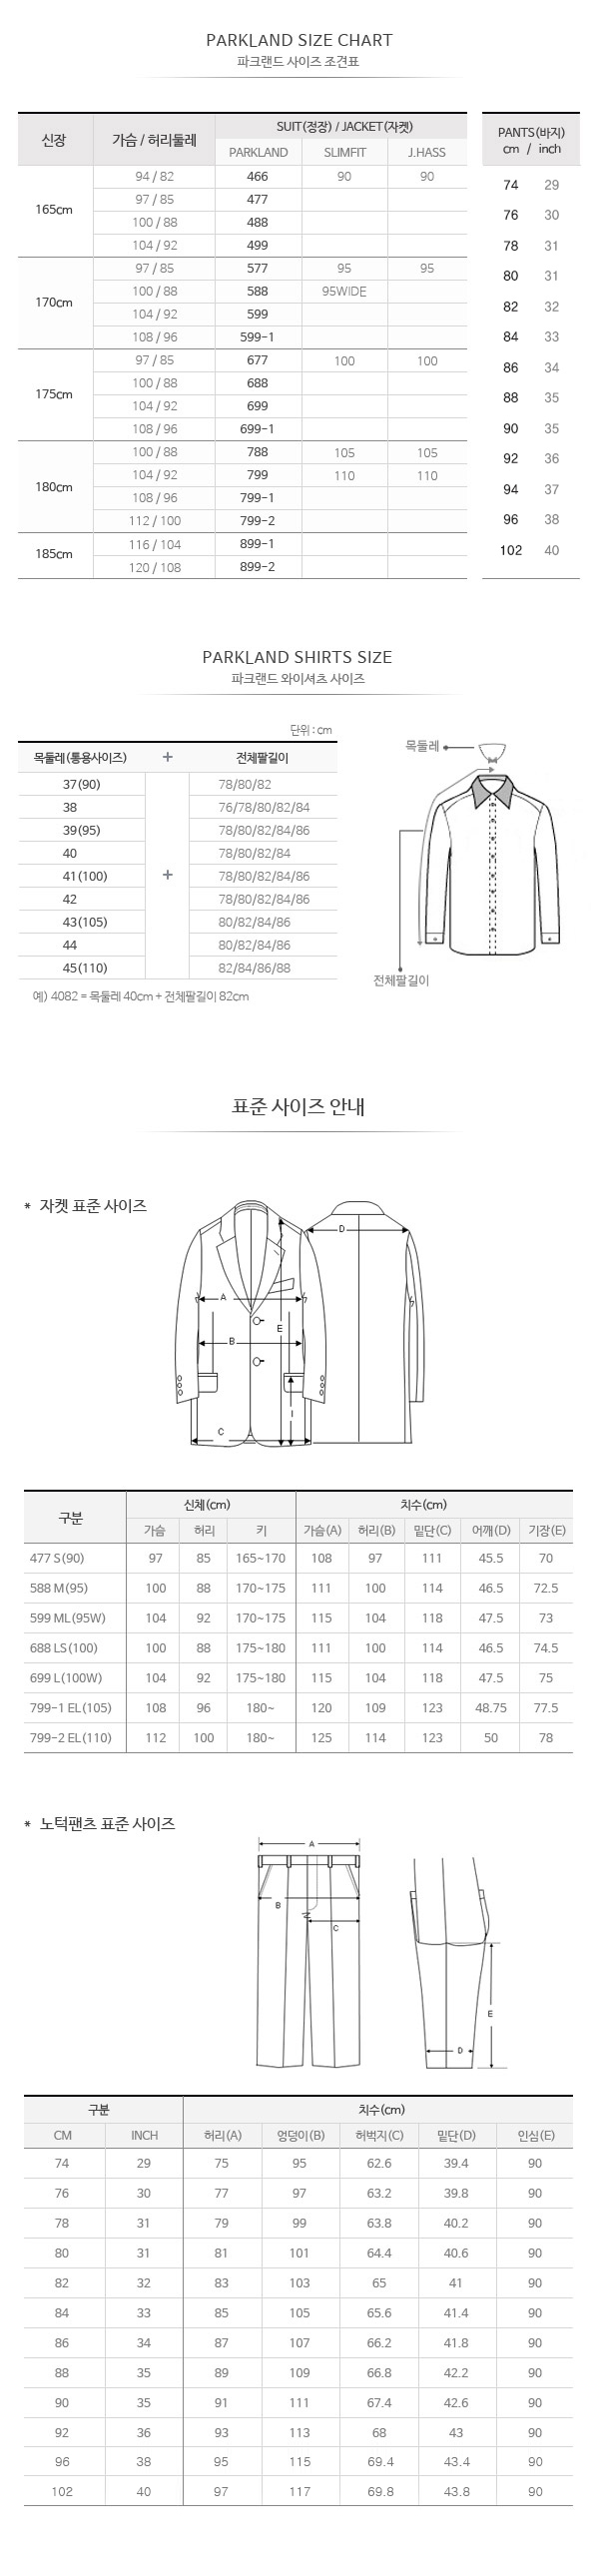 PARKLAND SIZE CHART
파크랜드 사이즈 조견표
신장 가슴 / 허리둘레 SUIT(정장) / JACKET(자켓)
PARKLAND SLIMFIT J.HASS
165cm
94 / 82 466 90 90
97 / 85 477
100 / 88 488
104 / 92 499
170cm
97 / 85 577 95 95
100 / 88 588 95WIDE
104 / 92 599
108 / 96 599-1
175cm
97 / 85 677 100 100
100 / 88 688
104 / 92 699
108 / 96 699-1
180cm
100 / 88 788 105 105
104 / 92 799 110 110
108 / 96 799-1
112 / 100 799-2
185cm
116 / 104 899-1
120 / 108 899-2
PANTS(바지)
cm / inch
74 29
76 30
78 31
80 31
82 32
84 33
86 34
88 35
90 35
92 36
94 37
96 38
102 40
PARKLAND SHIRTS SIZE
파크랜드 와이셔츠 사이즈
단위 : cm
목둘레(통용사이즈) + 전체팔길이
37(90) 78/80/82
38 76/78/80/82/84
39(95) 78/80/82/84/86
40 78/80/82/84
41(100) + 78/80/82/84/86
42 78/80/82/84/86
43(105) 80/82/84/86
44 80/82/84/86
45(110) 82/84/86/88
예) 4082 = 목둘레 40cm + 전체팔길이 82cm
목둘레
전체팔길이
표준 사이즈 안내
* 자켓 표준 사이즈
D
A
E
B
I
C
구분 신체(cm) 치수(cm)
가슴 허리 키 가슴(A) 허리(B) 밑단(C) 어깨(D) 기장(E)
477 S(90) 97 85 165~170 108 97 111 45.5 70
588 M(95) 100 88 170~175 111 100 114 46.5 72.5
599 ML(95W) 104 92 170~175 115 104 118 47.5 73
688 LS(100) 100 88 175~180 111 100 114 46.5 74.5
699 L(100W) 104 92 175~180 115 104 118 47.5 75
799-1 EL(105) 108 96 180~ 120 109 123 48.75 77.5
799-2 EL(110) 112 100 180~ 125 114 123 50 78
* 노턱팬츠 표준 사이즈
A
B
C
E
D
구분 치수(cm)
CM INCH 허리(A) 엉덩이(B) 허벅지(C) 밑단(D) 인심(E)
74 29 75 95 62.6 39.4 90
76 30 77 97 63.2 39.8 90
78 31 79 99 63.8 40.2 90
80 31 81 101 64.4 40.6 90
82 32 83 103 65 41 90
84 33 85 105 65.6 41.4 90
86 34 87 107 66.2 41.8 90
88 35 89 109 66.8 42.2 90
90 35 91 111 67.4 42.6 90
92 36 93 113 68 43 90
96 38 95 115 69.4 43.4 90
102 40 97 117 69.8 43.8 90